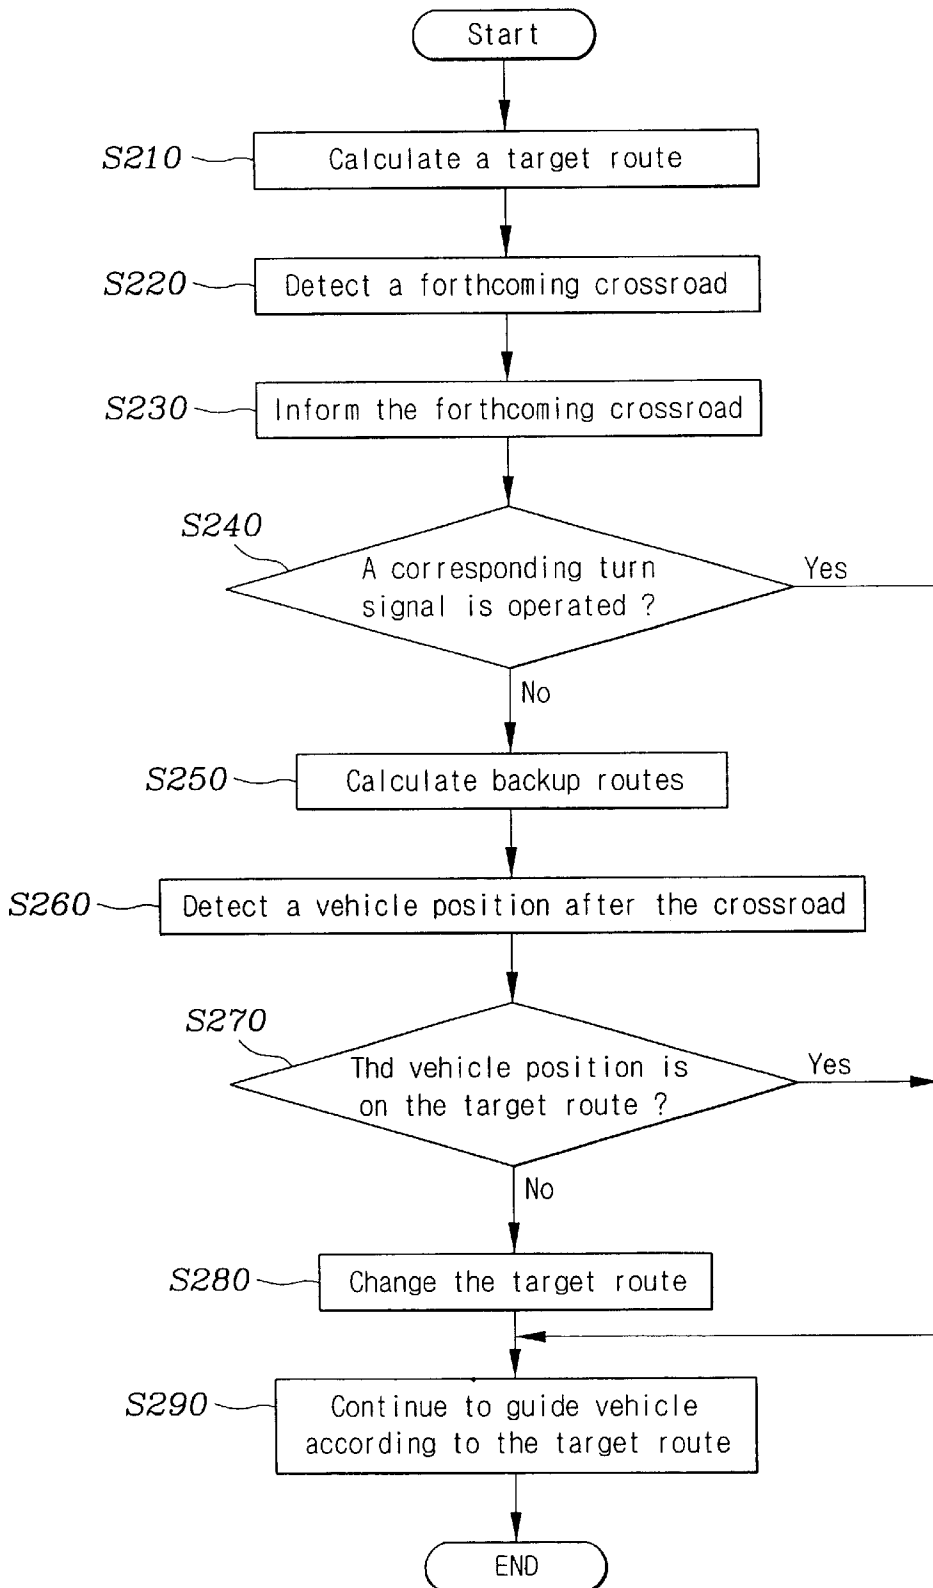 Start
S210
Calculate a target route
S220
Detect a forthcoming crossroad
S230
Inform the forthcoming crossroad
S240
A corresponding turn
signal is operated ?
Yes
No
S250
Calculate backup routes
S260
Detect a vehicle position after the crossroad
S270
Thd vehicle position is
on the target route ?
Yes
No
S280
Change the target route
S290
Continue to guide vehicle
according to the target route
END